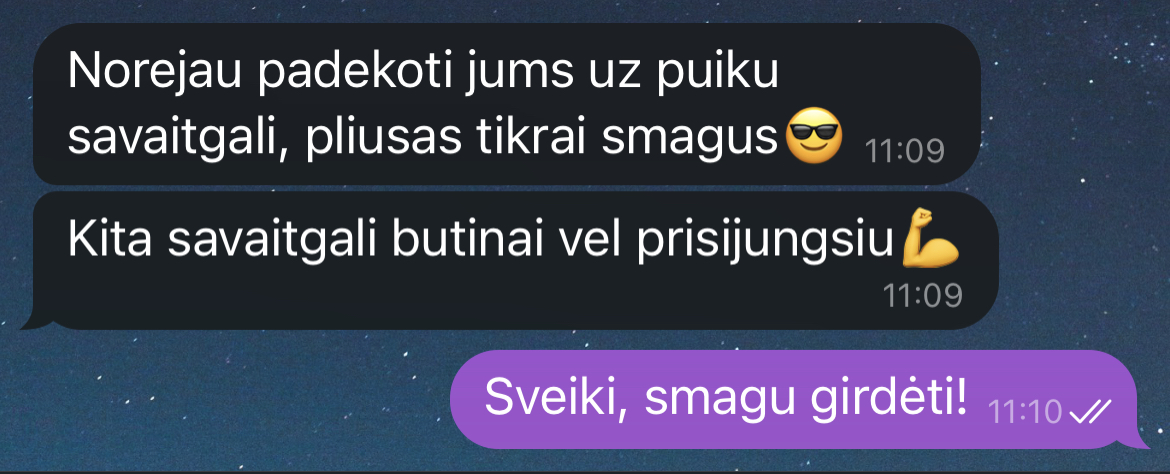 Norejau padekoti jums uz puiku
savaitgali, pliusas tikrai smagus😎 11:09
Kita savaitgali butinai vel prisijungsiu💪
11:09
Sveiki, smagu girdėti! 11:10